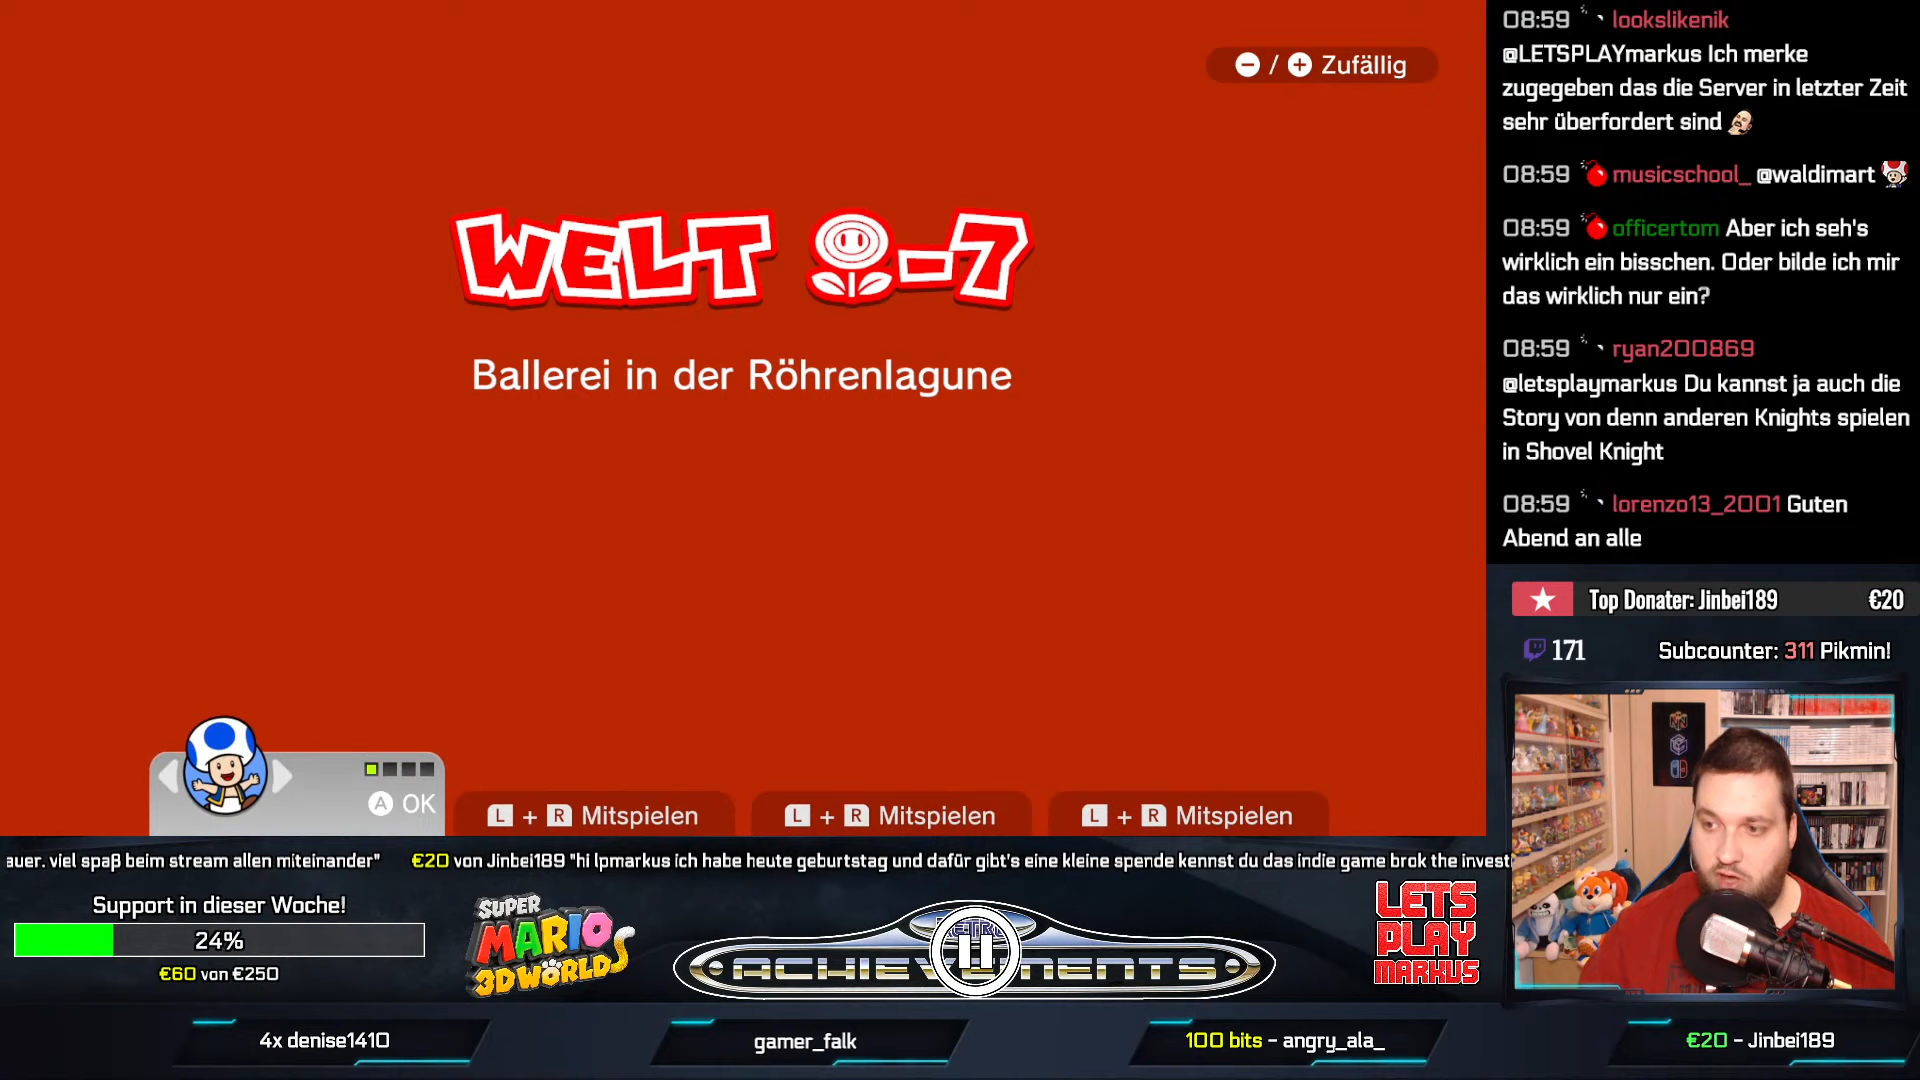 − / + Zufällig
WELT -7
Ballerei in der Röhrenlagune
A OK
L + R Mitspielen
L + R Mitspielen
L + R Mitspielen
08:59 lookslikenik
@LETSPLAYmarkus Ich merke
zugegeben das die Server in letzter Zeit
sehr überfordert sind
08:59 musicschool_ @waldimart
08:59 officertom Aber ich seh's
wirklich ein bisschen. Oder bilde ich mir
das wirklich nur ein?
08:59 ryan200869
@letsplaymarkus Du kannst ja auch die
Story von denn anderen Knights spielen
in Shovel Knight
08:59 lorenzo13_2001 Guten
Abend an alle
Top Donater: Jinbei189 €20
171 Subcounter: 311 Pikmin!
auer. viel spaß beim stream allen miteinander" €20 von Jinbei189 "hi lpmarkus ich habe heute geburtstag und dafür gibt's eine kleine spende kennst du das indie game brok the invest
Support in dieser Woche!
24%
€60 von €250
SUPER
MARIO
3D WORLD
RETRO
ACHIEVEMENTS
LETS
PLAY
MARKUS
4x denise1410
gamer_falk
100 bits - angry_ala_
€20 - Jinbei189